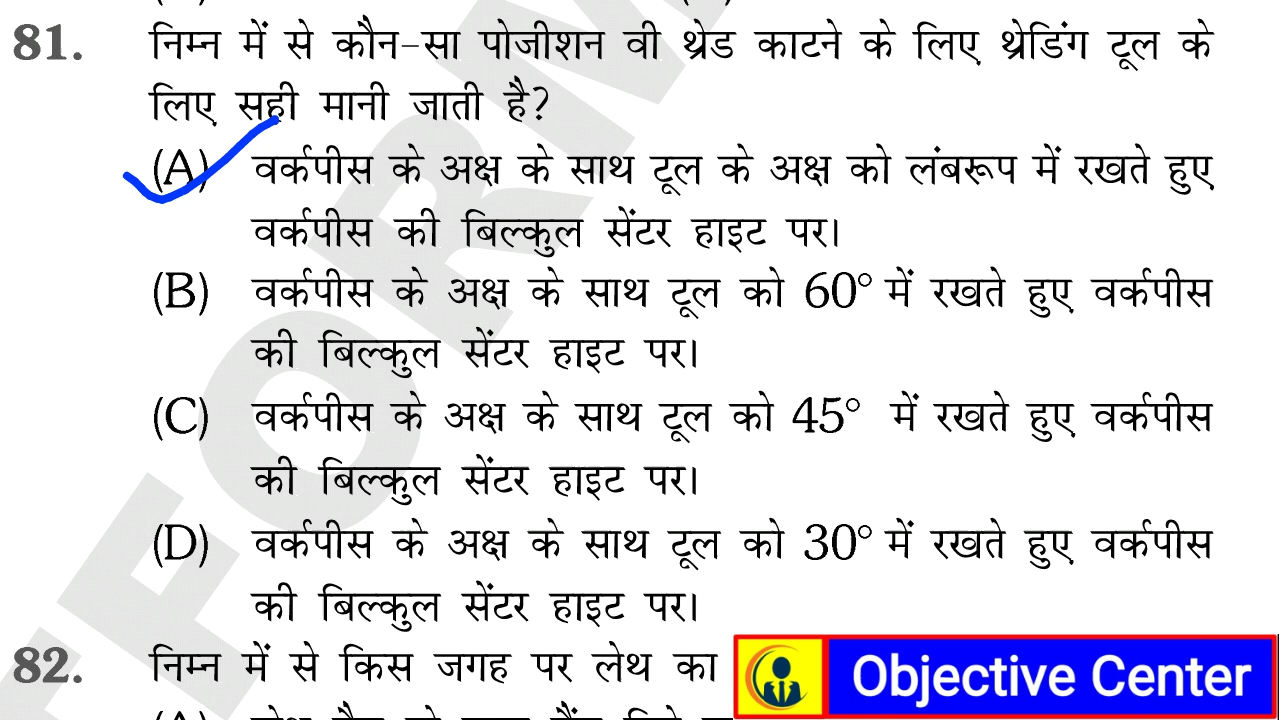 81. निम्न में से कौन-सा पोजीशन वी थ्रेड काटने के लिए थ्रेडिंग टूल के
लिए सही मानी जाती है?
(A) वर्कपीस के अक्ष के साथ टूल के अक्ष को लंबरूप में रखते हुए
वर्कपीस की बिल्कुल सेंटर हाइट पर।
(B) वर्कपीस के अक्ष के साथ टूल को 60° में रखते हुए वर्कपीस
की बिल्कुल सेंटर हाइट पर।
(C) वर्कपीस के अक्ष के साथ टूल को 45° में रखते हुए वर्कपीस
की बिल्कुल सेंटर हाइट पर।
(D) वर्कपीस के अक्ष के साथ टूल को 30° में रखते हुए वर्कपीस
की बिल्कुल सेंटर हाइट पर।
82. निम्न में से किस जगह पर लेथ का
Objective Center